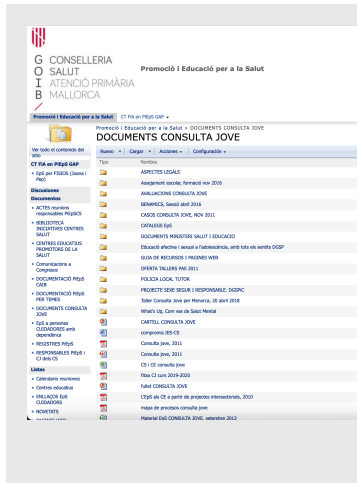 G CONSELLERIA
O SALUT
I ATENCIÓ PRIMÀRIA
B MALLORCA
Promoció i Educació per a la Salut
Promoció i Educació per a la Salut
CT FIA en PiEpS GAP
Promoció i Educació per a la Salut > DOCUMENTS CONSULTA JOVE
DOCUMENTS CONSULTA JOVE
Ver todo el contenido del sitio
CT FIA en PiEpS GAP
EpS per FISIOS (Joana i Pep)
Discusiones
Documentos
ACTES reunions responsables PiEpSCS
BIBLIOTECA INICIATIVES CENTRES SALUT
CENTRES EDUCATIUS PROMOTORS DE LA SALUT
Comunicacions a Congresos
DOCUMENTACIÓ PiEpS CAIB
DOCUMENTACIÓ PiEpS PER TEMES
DOCUMENTS CONSULTA JOVE
EpS a persones CUIDADORES amb dependència
REGISTRES PiEpS
RESPONSABLES PiEpS i CJ dels CS
Listas
Calendario reuniones
Centres educatius
ENLLAÇOS EpS CUIDADORS
NOVETATS
Nuevo Cargar Acciones Configuración
Tipo Nombre
ASPECTES LEGALS
Assejament escolar, formació nov 2016
AVALUACIONS CONSULTA JOVE
BENAMICS, Sessió abril 2016
CASOS CONSULTA JOVE, NOV 2011
CATALEGS EpS
DOCUMENTS MINISTERI SALUT I EDUCACIO
Educació afectiva i sexual a l'adolescència, amb tots els sentits DGSP
GUIA DE RECURSOS I PAGINES WEB
OFERTA TALLERS PAS 2011
POLICIA LOCAL TUTOR
PROJECTE SEXE SEGUR I RESPONSABLE. DGSPiC
Taller Consulta Jove per Menorca, 20 abril 2018
What's Up, Com vas de Salut Mental
CARTELL CONSULTA JOVE
compromis IES-CS
Consulta jove, 2011
Consulta jove, 2011
CS i CE consulta jove
fitxa CJ curs 2019-2020
fullet CONSULTA JOVE
L'EpS als CE a partir de projectes intersectorials, 2010
mapa de procesos consulta jove
Material EpS CONSULTA JOVE, setembre 2012